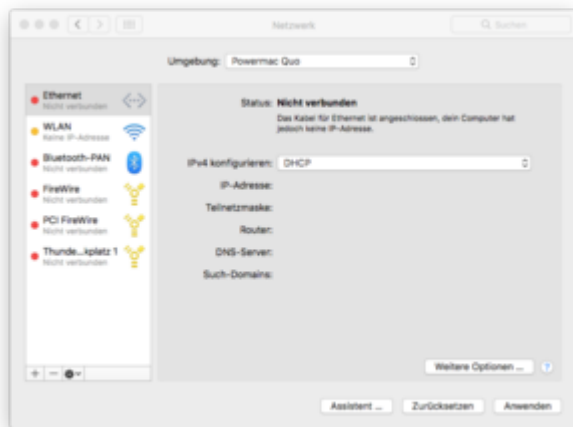 Netzwerk
Suchen
Umgebung: Powermac Quo
Ethernet
Nicht verbunden
WLAN
Keine IP-Adresse
Bluetooth-PAN
Nicht verbunden
FireWire
Nicht verbunden
PCI FireWire
Nicht verbunden
Thunde...kplatz 1
Nicht verbunden
Status: Nicht verbunden
Das Kabel für Ethernet ist angeschlossen, dein Computer hat
jedoch keine IP-Adresse.
IPv4 konfigurieren: DHCP
IP-Adresse:
Teilnetzmaske:
Router:
DNS-Server:
Such-Domains:
Weitere Optionen ...
?
Assistent ...
Zurücksetzen
Anwenden